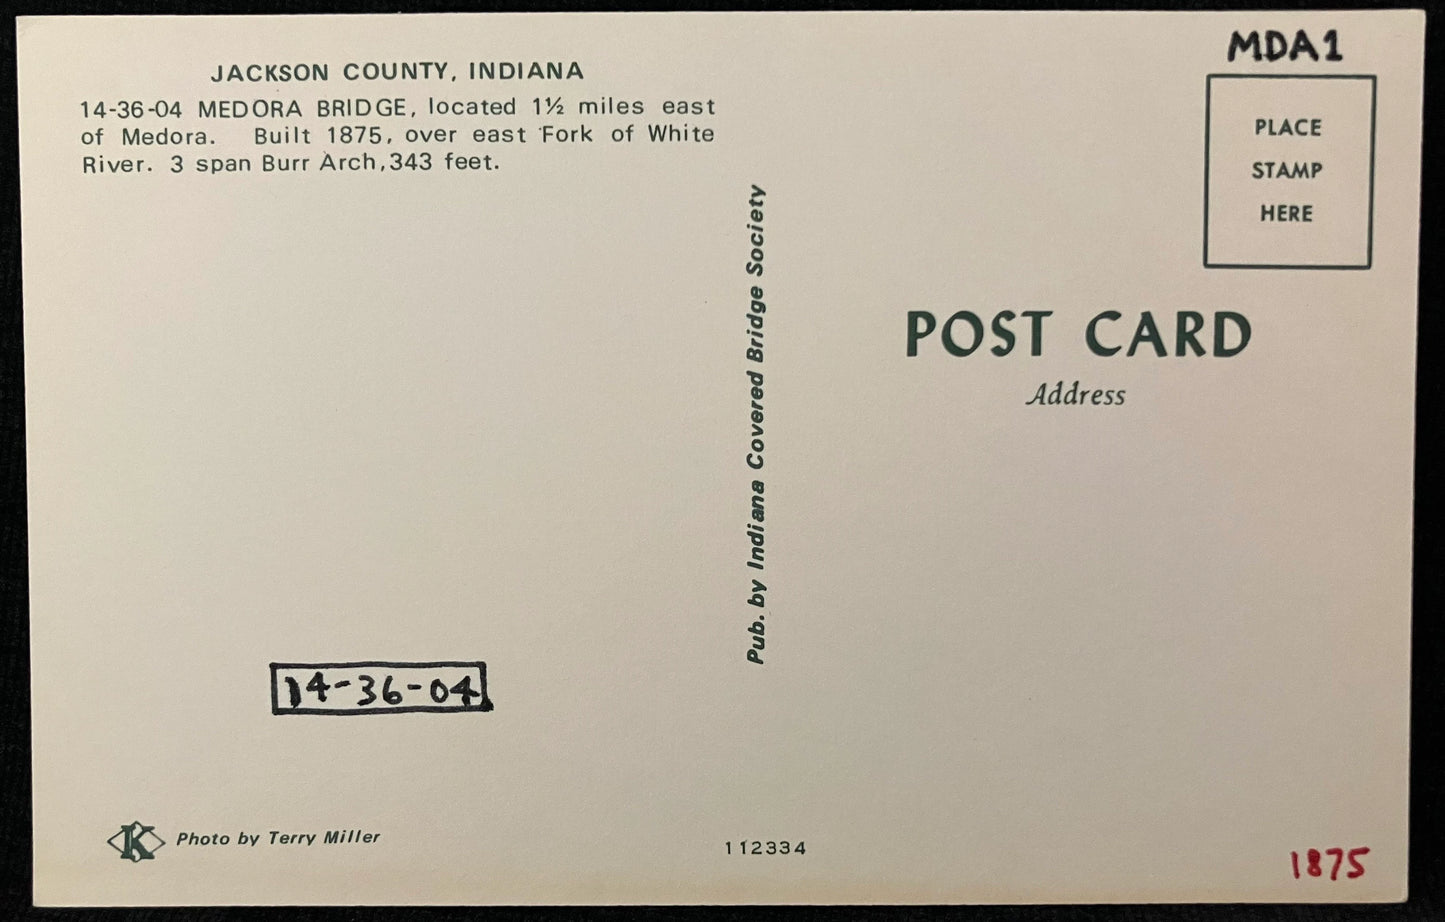 MDA1
JACKSON COUNTY, INDIANA
14-36-04 MEDORA BRIDGE, located 1½ miles east
of Medora. Built 1875, over east Fork of White
River. 3 span Burr Arch,343 feet.
PLACE
STAMP
HERE
Pub. by Indiana Covered Bridge Society
POST CARD
Address
14-36-04
K Photo by Terry Miller
112334
1875